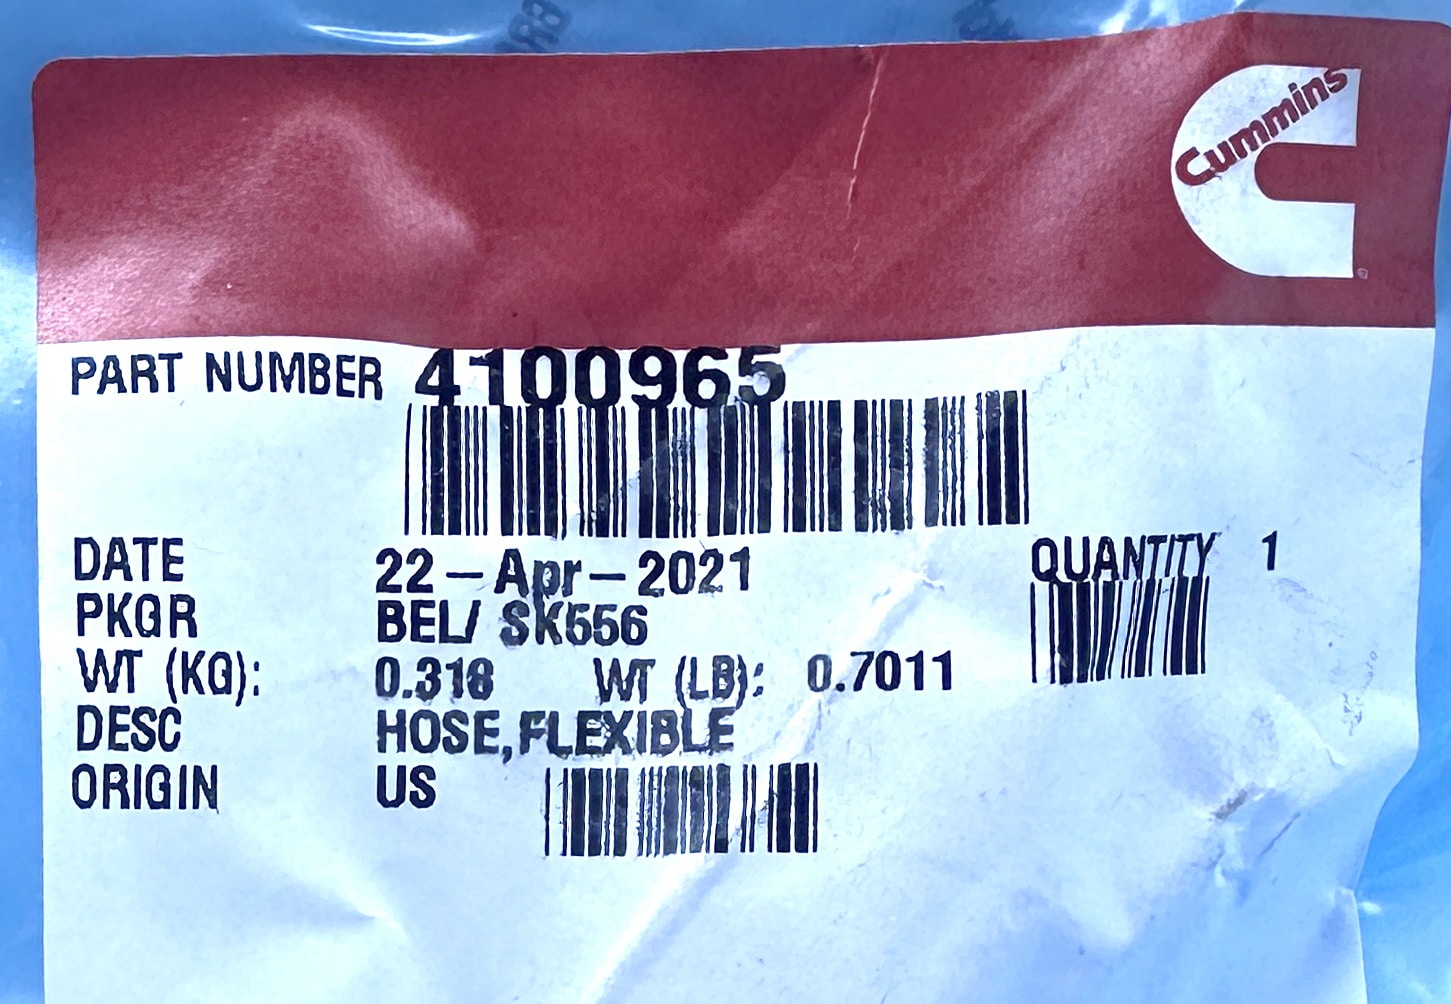 Cummins
PART NUMBER 4100965
DATE 22-Apr-2021
QUANTITY 1
PKGR BEL/ SK556
WT (KG): 0.318 WT (LB): 0.7011
DESC HOSE,FLEXIBLE
ORIGIN US